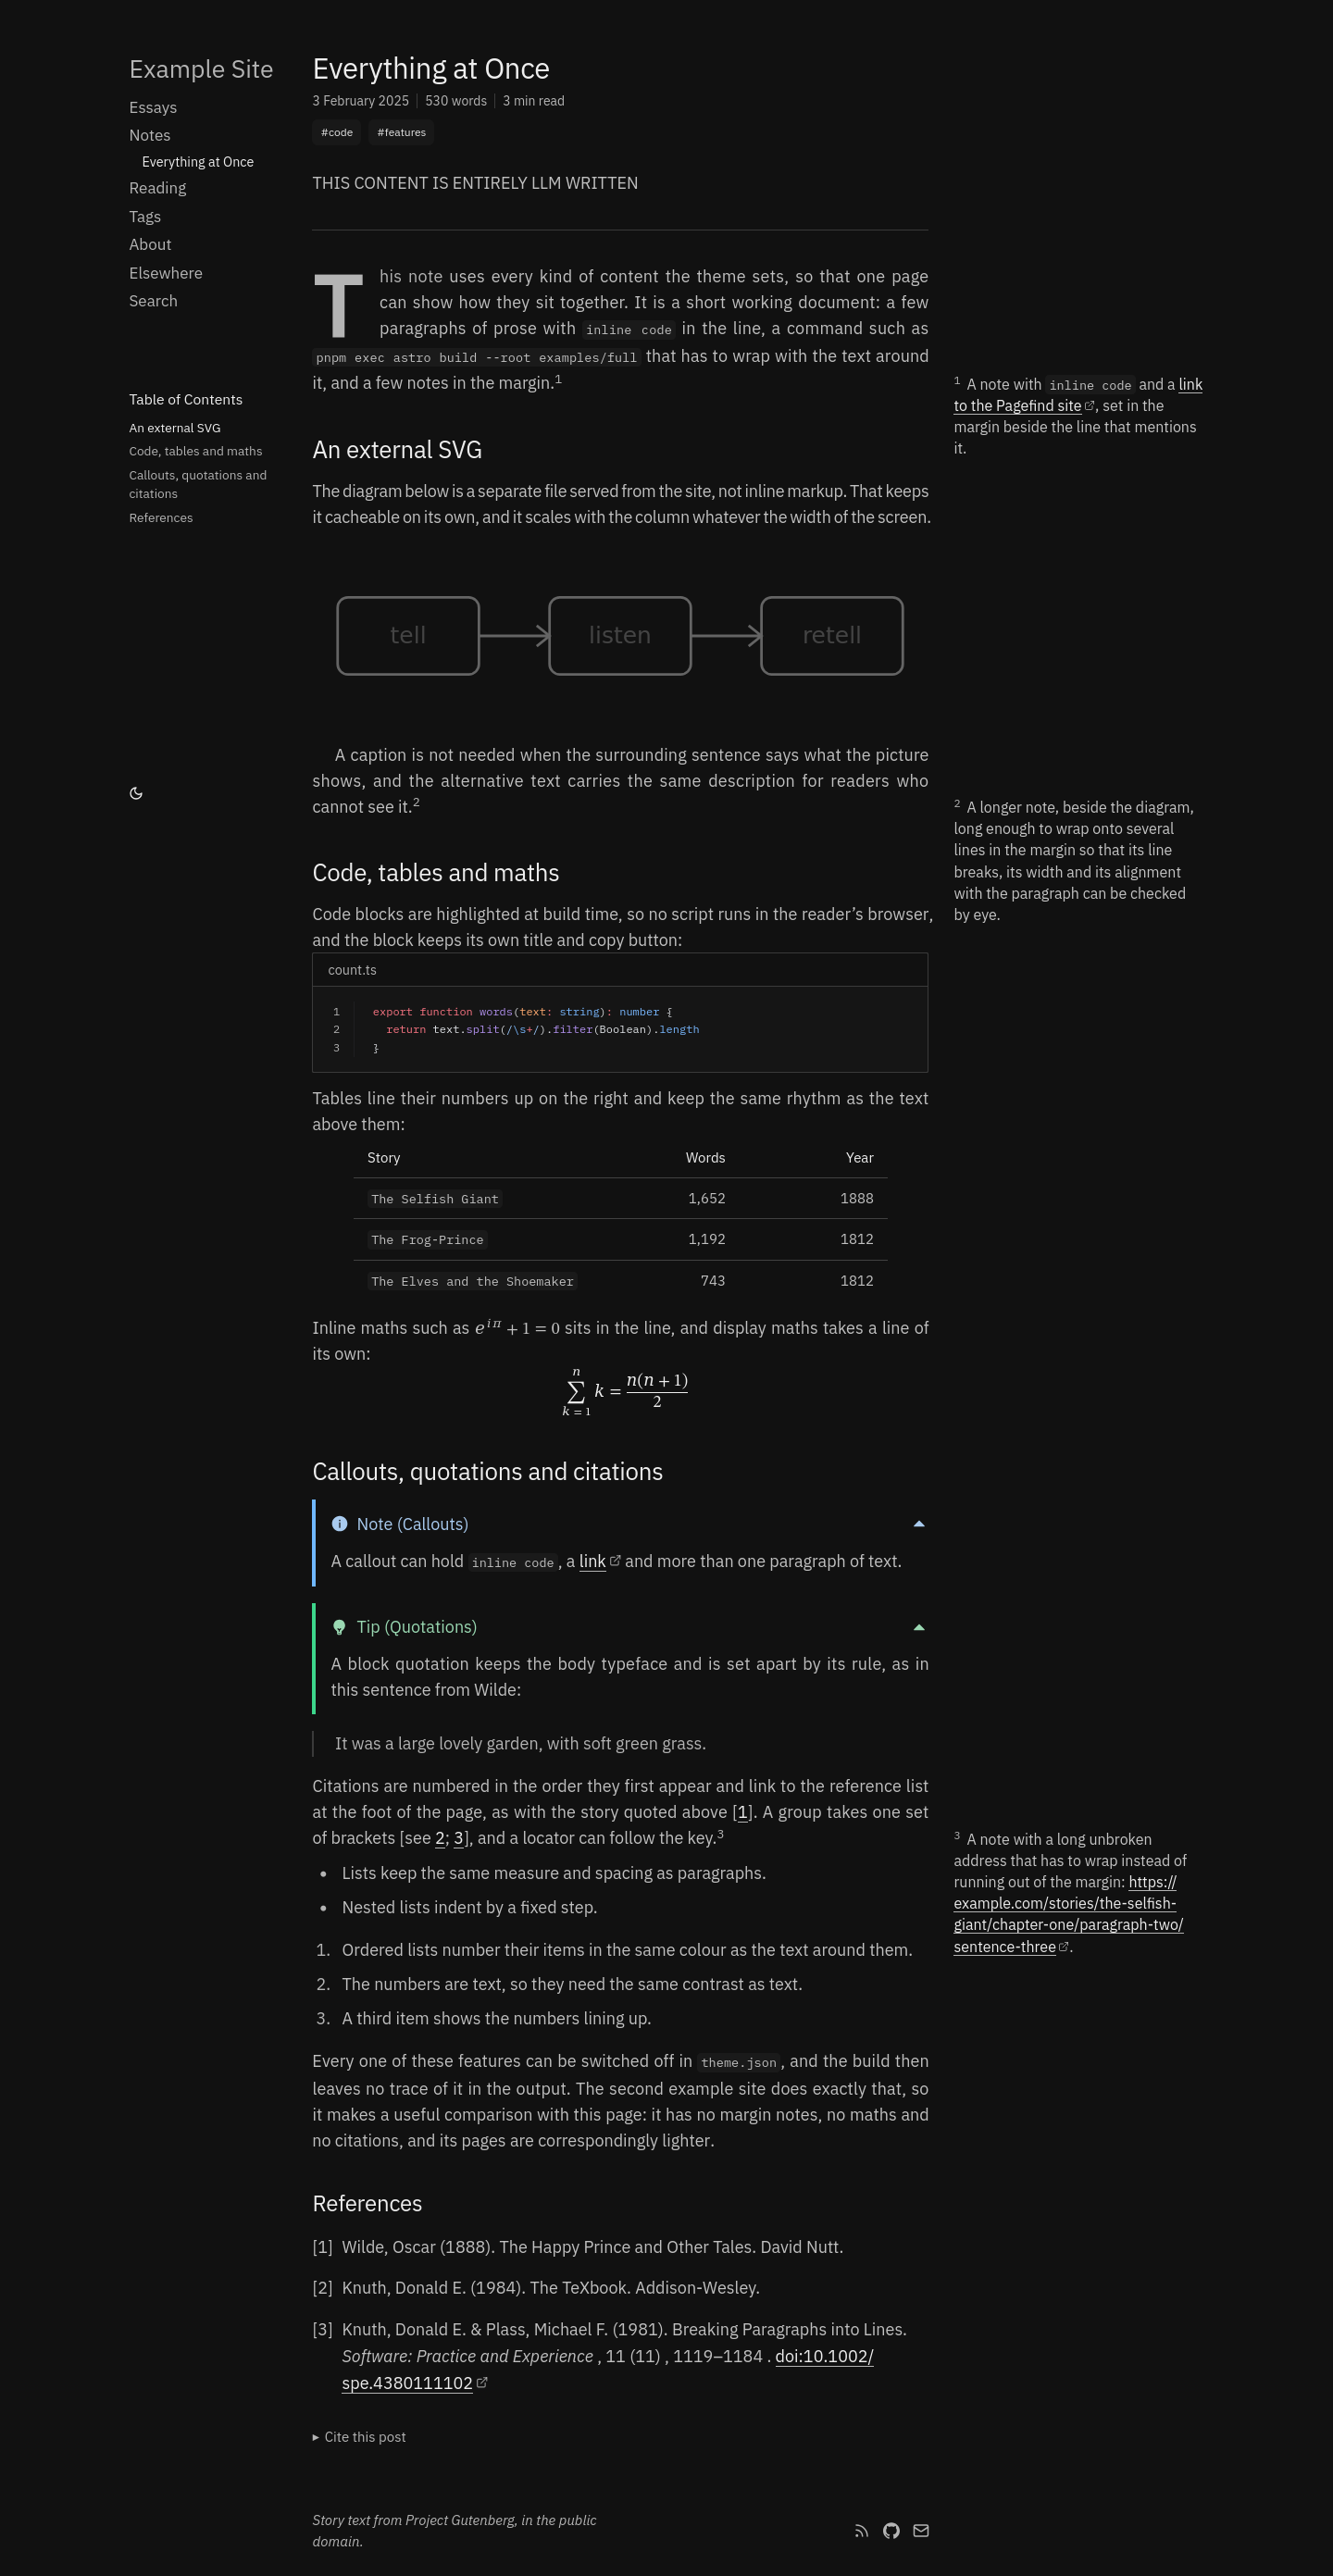 Example Site
Essays
Notes
Everything at Once
Reading
Tags
About
Elsewhere
Search
Table of Contents
An external SVG
Code, tables and maths
Callouts, quotations and
citations
References
Everything at Once
3 February 2025 530 words 3 min read
#code #features
THIS CONTENT IS ENTIRELY LLM WRITTEN
This note uses every kind of content the theme sets, so that one page
can show how they sit together. It is a short working document: a few
paragraphs of prose with inline code in the line, a command such as
pnpm exec astro build --root examples/full that has to wrap with the text around
it, and a few notes in the margin.1
1 A note with inline code and a link
to the Pagefind site, set in the
margin beside the line that mentions
it.
An external SVG
The diagram below is a separate file served from the site, not inline markup. That keeps
it cacheable on its own, and it scales with the column whatever the width of the screen.
tell listen retell
A caption is not needed when the surrounding sentence says what the picture
shows, and the alternative text carries the same description for readers who
cannot see it.2
2 A longer note, beside the diagram,
long enough to wrap onto several
lines in the margin so that its line
breaks, its width and its alignment
with the paragraph can be checked
by eye.
Code, tables and maths
Code blocks are highlighted at build time, so no script runs in the reader’s browser,
and the block keeps its own title and copy button:
count.ts
1 export function words(text: string): number {
2 return text.split(/\s+/).filter(Boolean).length
3 }
Tables line their numbers up on the right and keep the same rhythm as the text
above them:
Story Words Year
The Selfish Giant 1,652 1888
The Frog-Prince 1,192 1812
The Elves and the Shoemaker 743 1812
Inline maths such as e^{iπ} + 1 = 0 sits in the line, and display maths takes a line of
its own:
n
∑ k = n(n + 1)
k = 1 2
Callouts, quotations and citations
Note (Callouts)
A callout can hold inline code, a link and more than one paragraph of text.
Tip (Quotations)
A block quotation keeps the body typeface and is set apart by its rule, as in
this sentence from Wilde:
It was a large lovely garden, with soft green grass.
Citations are numbered in the order they first appear and link to the reference list
at the foot of the page, as with the story quoted above [1]. A group takes one set
of brackets [see 2; 3], and a locator can follow the key.3
3 A note with a long unbroken
address that has to wrap instead of
running out of the margin: https://
example.com/stories/the-selfish-
giant/chapter-one/paragraph-two/
sentence-three.
• Lists keep the same measure and spacing as paragraphs.
• Nested lists indent by a fixed step.
1. Ordered lists number their items in the same colour as the text around them.
2. The numbers are text, so they need the same contrast as text.
3. A third item shows the numbers lining up.
Every one of these features can be switched off in theme.json, and the build then
leaves no trace of it in the output. The second example site does exactly that, so
it makes a useful comparison with this page: it has no margin notes, no maths and
no citations, and its pages are correspondingly lighter.
References
[1] Wilde, Oscar (1888). The Happy Prince and Other Tales. David Nutt.
[2] Knuth, Donald E. (1984). The TeXbook. Addison-Wesley.
[3] Knuth, Donald E. & Plass, Michael F. (1981). Breaking Paragraphs into Lines.
Software: Practice and Experience , 11 (11) , 1119–1184 . doi:10.1002/
spe.4380111102
▸ Cite this post
Story text from Project Gutenberg, in the public
domain.